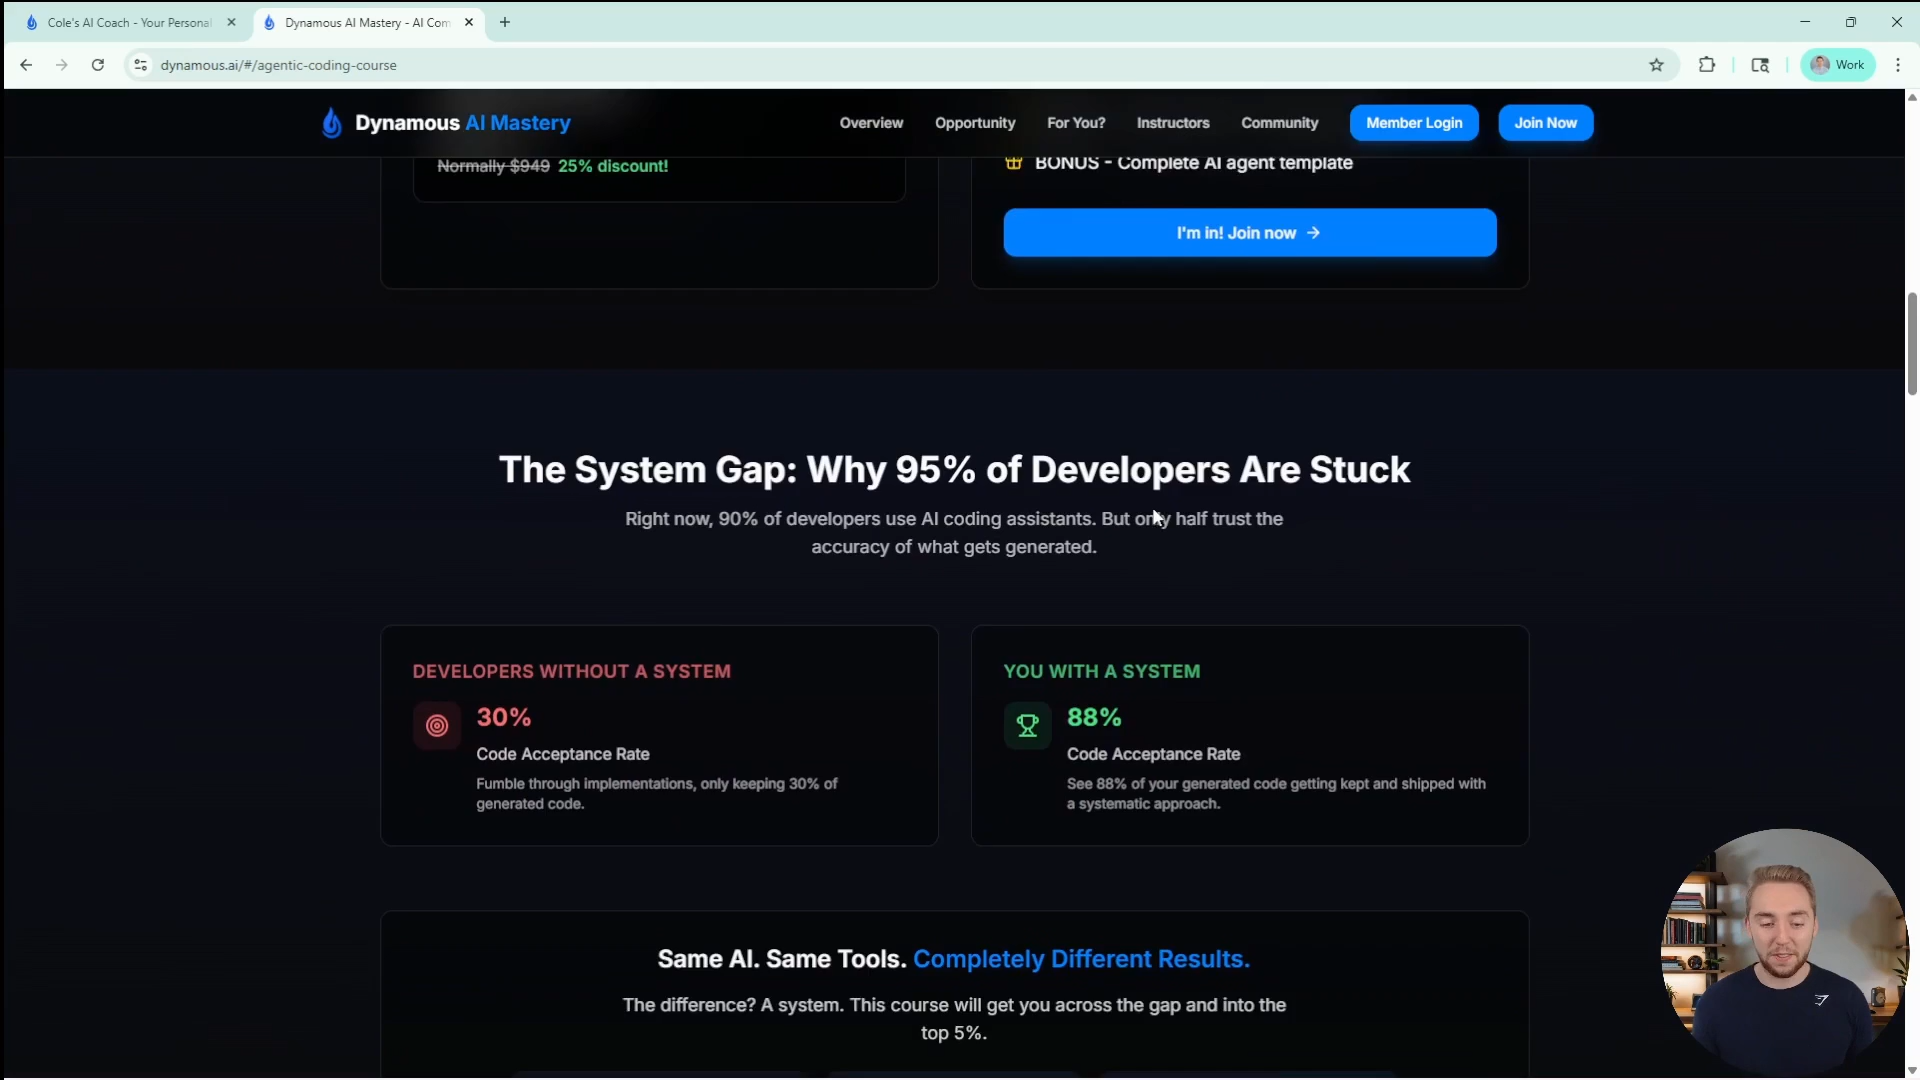 Cole's AI Coach - Your Personal
Dynamous AI Mastery - AI Com
dynamous.ai/#/agentic-coding-course
Work
Dynamous AI Mastery
Overview
Opportunity
For You?
Instructors
Community
Member Login
Join Now
Normally $949 25% discount!
BONUS - Complete AI agent template
I'm in! Join now →
The System Gap: Why 95% of Developers Are Stuck
Right now, 90% of developers use AI coding assistants. But only half trust the
accuracy of what gets generated.
DEVELOPERS WITHOUT A SYSTEM
30%
Code Acceptance Rate
Fumble through implementations, only keeping 30% of
generated code.
YOU WITH A SYSTEM
88%
Code Acceptance Rate
See 88% of your generated code getting kept and shipped with
a systematic approach.
Same AI. Same Tools. Completely Different Results.
The difference? A system. This course will get you across the gap and into the
top 5%.